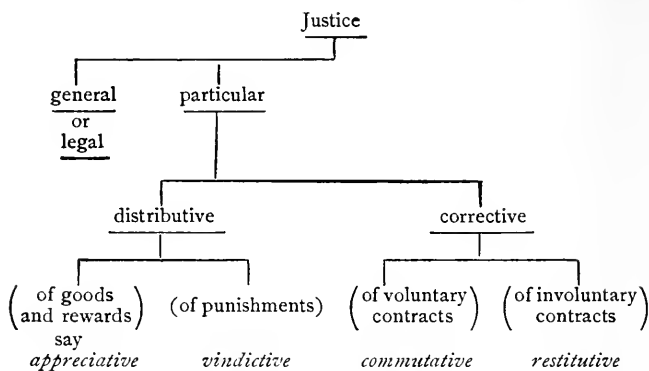 Justice
general particular
or
legal
distributive corrective
(of goods and rewards) (of punishments) (of voluntary contracts) (of involuntary contracts)
say
appreciative vindictive commutative restitutive